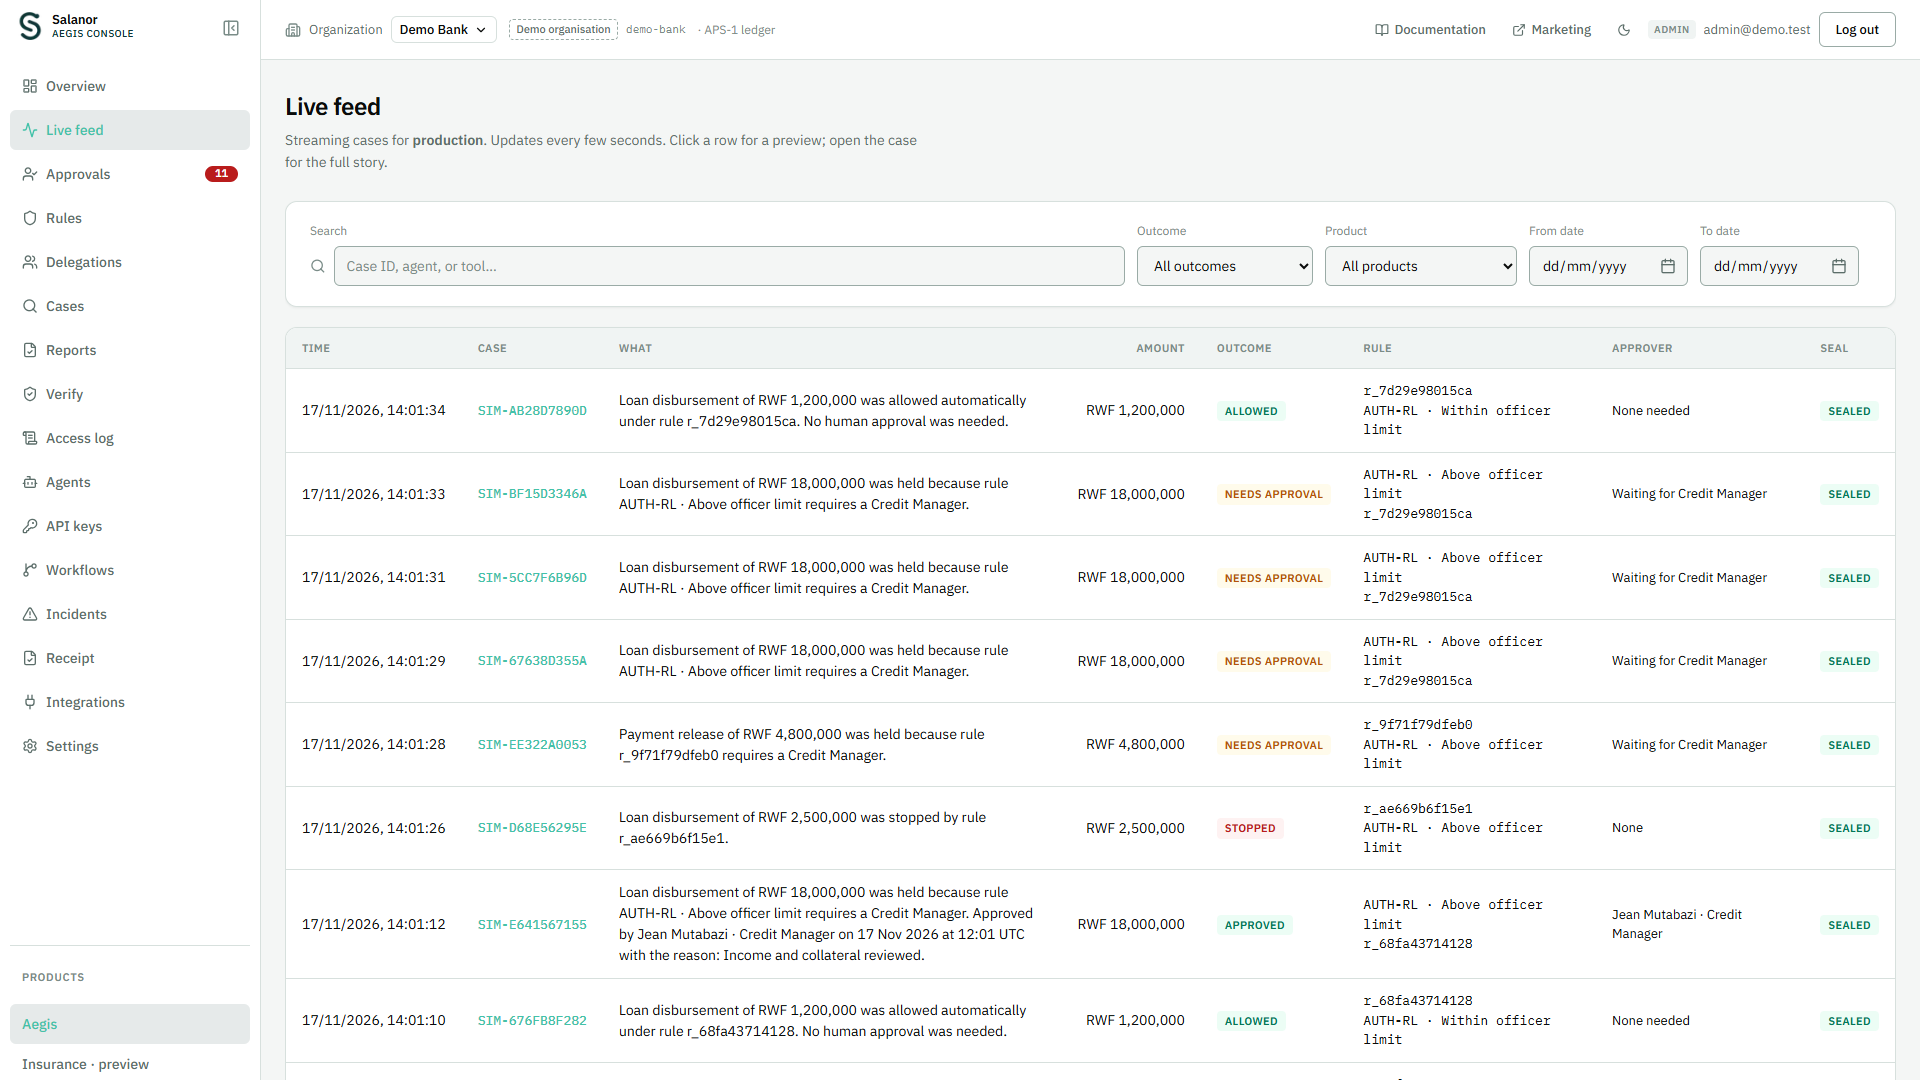 Salanor
AEGIS CONSOLE
Organization
Demo Bank
Demo organisation
demo-bank
· APS-1 ledger
Documentation
Marketing
ADMIN
admin@demo.test
Log out
Overview
Live feed
Approvals
11
Rules
Delegations
Cases
Reports
Verify
Access log
Agents
API keys
Workflows
Incidents
Receipt
Integrations
Settings
PRODUCTS
Aegis
Insurance · preview
Live feed
Streaming cases for production. Updates every few seconds. Click a row for a preview; open the case
for the full story.
Search
Case ID, agent, or tool...
Outcome
All outcomes
Product
All products
From date
dd/mm/yyyy
To date
dd/mm/yyyy
TIME CASE WHAT AMOUNT OUTCOME RULE APPROVER SEAL
17/11/2026, 14:01:34
SIM-AB28D7890D
Loan disbursement of RWF 1,200,000 was allowed automatically
under rule r_7d29e98015ca. No human approval was needed.
RWF 1,200,000
ALLOWED
r_7d29e98015ca
AUTH-RL · Within officer
limit
None needed
SEALED
17/11/2026, 14:01:33
SIM-BF15D3346A
Loan disbursement of RWF 18,000,000 was held because rule
AUTH-RL · Above officer limit requires a Credit Manager.
RWF 18,000,000
NEEDS APPROVAL
AUTH-RL · Above officer
limit
r_7d29e98015ca
Waiting for Credit Manager
SEALED
17/11/2026, 14:01:31
SIM-5CC7F6B96D
Loan disbursement of RWF 18,000,000 was held because rule
AUTH-RL · Above officer limit requires a Credit Manager.
RWF 18,000,000
NEEDS APPROVAL
AUTH-RL · Above officer
limit
r_7d29e98015ca
Waiting for Credit Manager
SEALED
17/11/2026, 14:01:29
SIM-67638D355A
Loan disbursement of RWF 18,000,000 was held because rule
AUTH-RL · Above officer limit requires a Credit Manager.
RWF 18,000,000
NEEDS APPROVAL
AUTH-RL · Above officer
limit
r_7d29e98015ca
Waiting for Credit Manager
SEALED
17/11/2026, 14:01:28
SIM-EE322A0053
Payment release of RWF 4,800,000 was held because rule
r_9f71f79dfeb0 requires a Credit Manager.
RWF 4,800,000
NEEDS APPROVAL
r_9f71f79dfeb0
AUTH-RL · Above officer
limit
Waiting for Credit Manager
SEALED
17/11/2026, 14:01:26
SIM-D68E56295E
Loan disbursement of RWF 2,500,000 was stopped by rule
r_ae669b6f15e1.
RWF 2,500,000
STOPPED
r_ae669b6f15e1
AUTH-RL · Above officer
limit
None
SEALED
17/11/2026, 14:01:12
SIM-E641567155
Loan disbursement of RWF 18,000,000 was held because rule
AUTH-RL · Above officer limit requires a Credit Manager. Approved
by Jean Mutabazi · Credit Manager on 17 Nov 2026 at 12:01 UTC
with the reason: Income and collateral reviewed.
RWF 18,000,000
APPROVED
AUTH-RL · Above officer
limit
r_68fa43714128
Jean Mutabazi · Credit
Manager
SEALED
17/11/2026, 14:01:10
SIM-676FB8F282
Loan disbursement of RWF 1,200,000 was allowed automatically
under rule r_68fa43714128. No human approval was needed.
RWF 1,200,000
ALLOWED
r_68fa43714128
AUTH-RL · Within officer
limit
None needed
SEALED